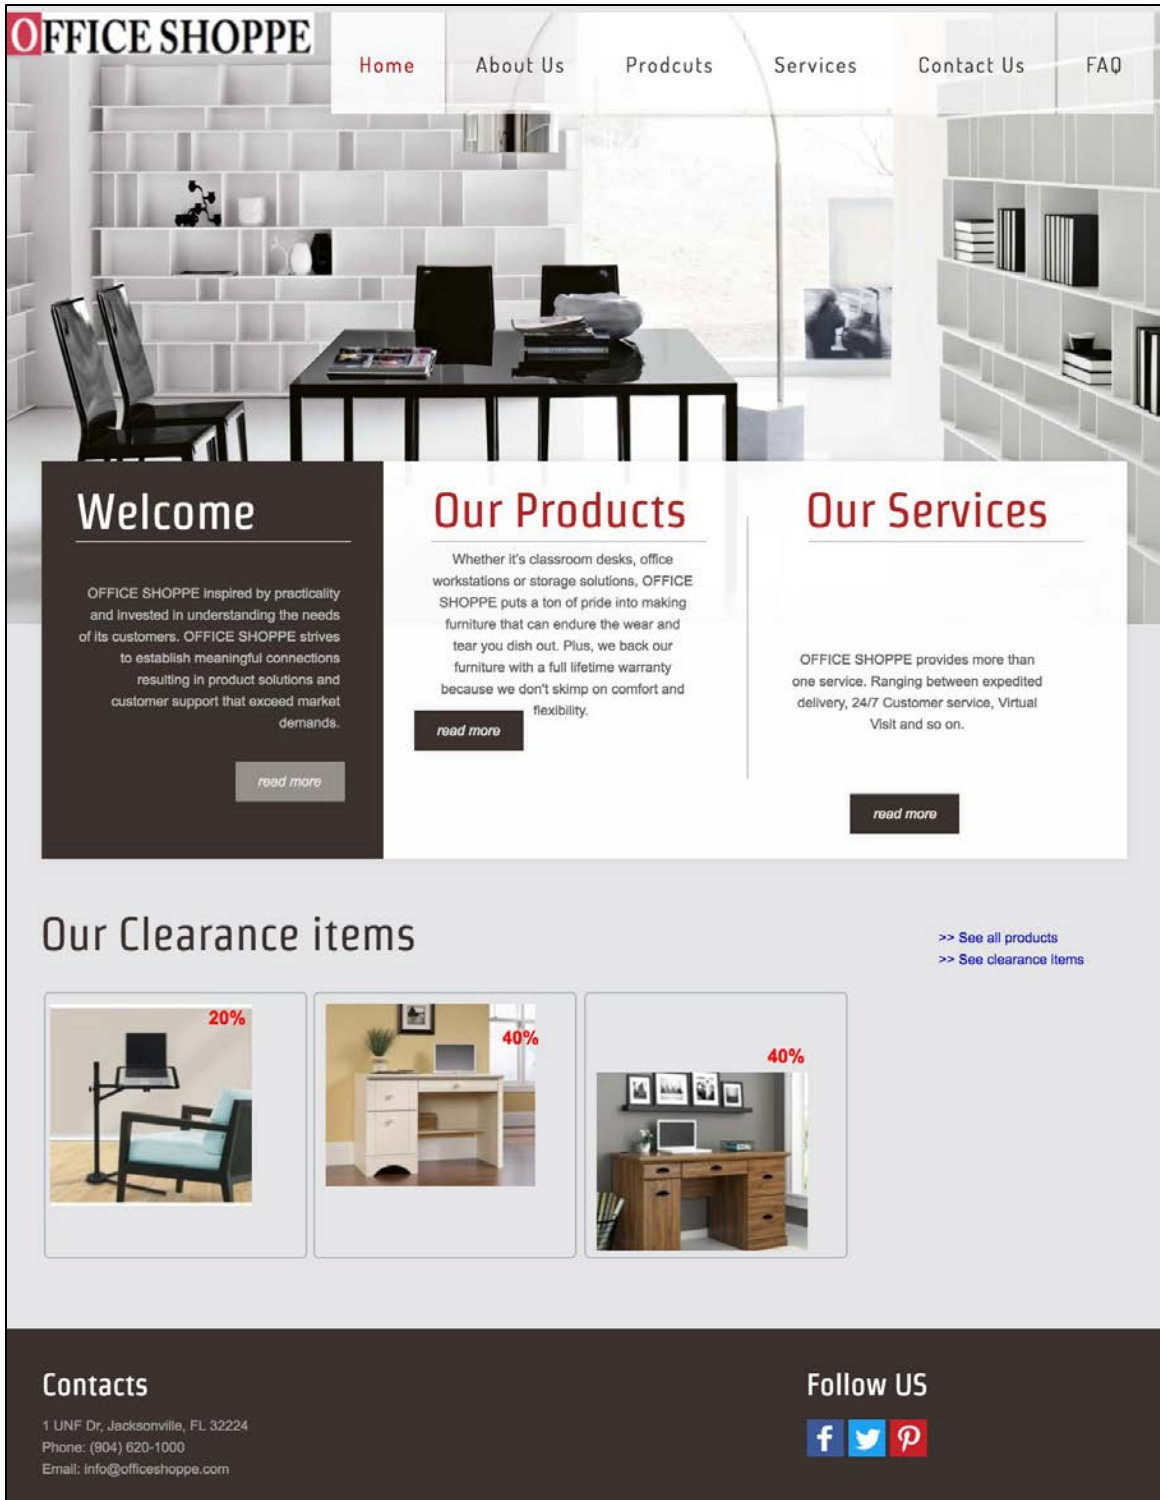 OFFICE SHOPPE
Home About Us Prodcuts Services Contact Us FAQ
Welcome
OFFICE SHOPPE inspired by practicality
and invested in understanding the needs
of its customers. OFFICE SHOPPE strives
to establish meaningful connections
resulting in product solutions and
customer support that exceed market
demands.
read more
Our Products
Whether it's classroom desks, office
workstations or storage solutions, OFFICE
SHOPPE puts a ton of pride into making
furniture that can endure the wear and
tear you dish out. Plus, we back our
furniture with a full lifetime warranty
because we don't skimp on comfort and
flexibility.
read more
Our Services
OFFICE SHOPPE provides more than
one service. Ranging between expedited
delivery, 24/7 Customer service, Virtual
Visit and so on.
read more
Our Clearance items
>> See all products
>> See clearance items
20%
40%
40%
Contacts
1 UNF Dr, Jacksonville, FL 32224
Phone: (904) 620-1000
Email: info@officeshoppe.com
Follow US